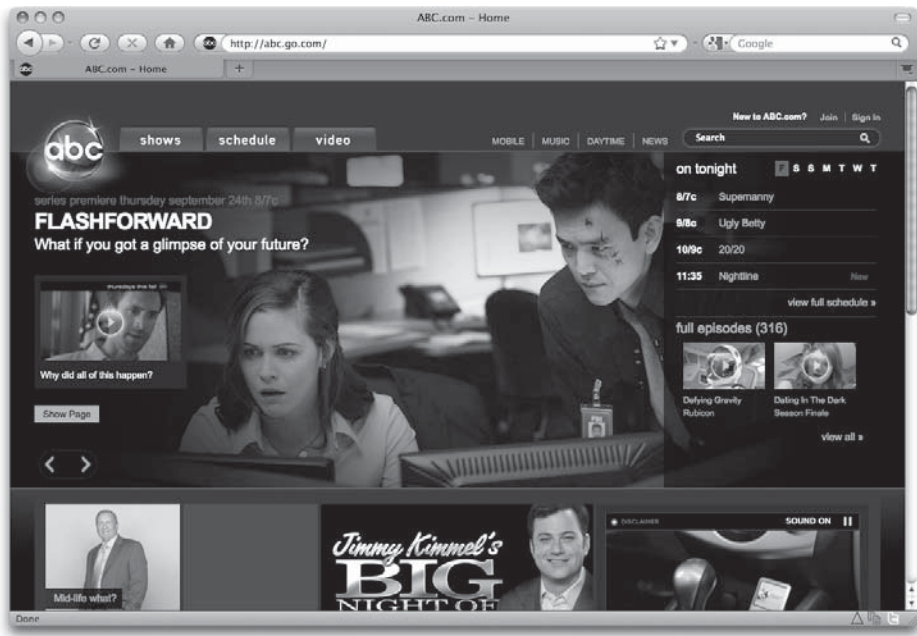 ABC.com – Home
http://abc.go.com/
Google
abc
ABC.com – Home
+
New to ABC.com? Join Sign In
abc
shows schedule video
MOBILE MUSIC DAYTIME NEWS
Search
series premiere thursday september 24th 8/7c
FLASHFORWARD
What if you got a glimpse of your future?
thursdays this fall
Why did all of this happen?
Show Page
on tonight F S S M T W T
8/7c Supernanny
9/8c Ugly Betty
10/9c 20/20
11:35 Nightline New
view full schedule »
full episodes (316)
Defying Gravity
Rubicon
Dating In The Dark
Season Finale
view all »
Mid-life what?
Jimmy Kimmel's
BIG
NIGHT OF
DISCLAIMER
SOUND ON
Done